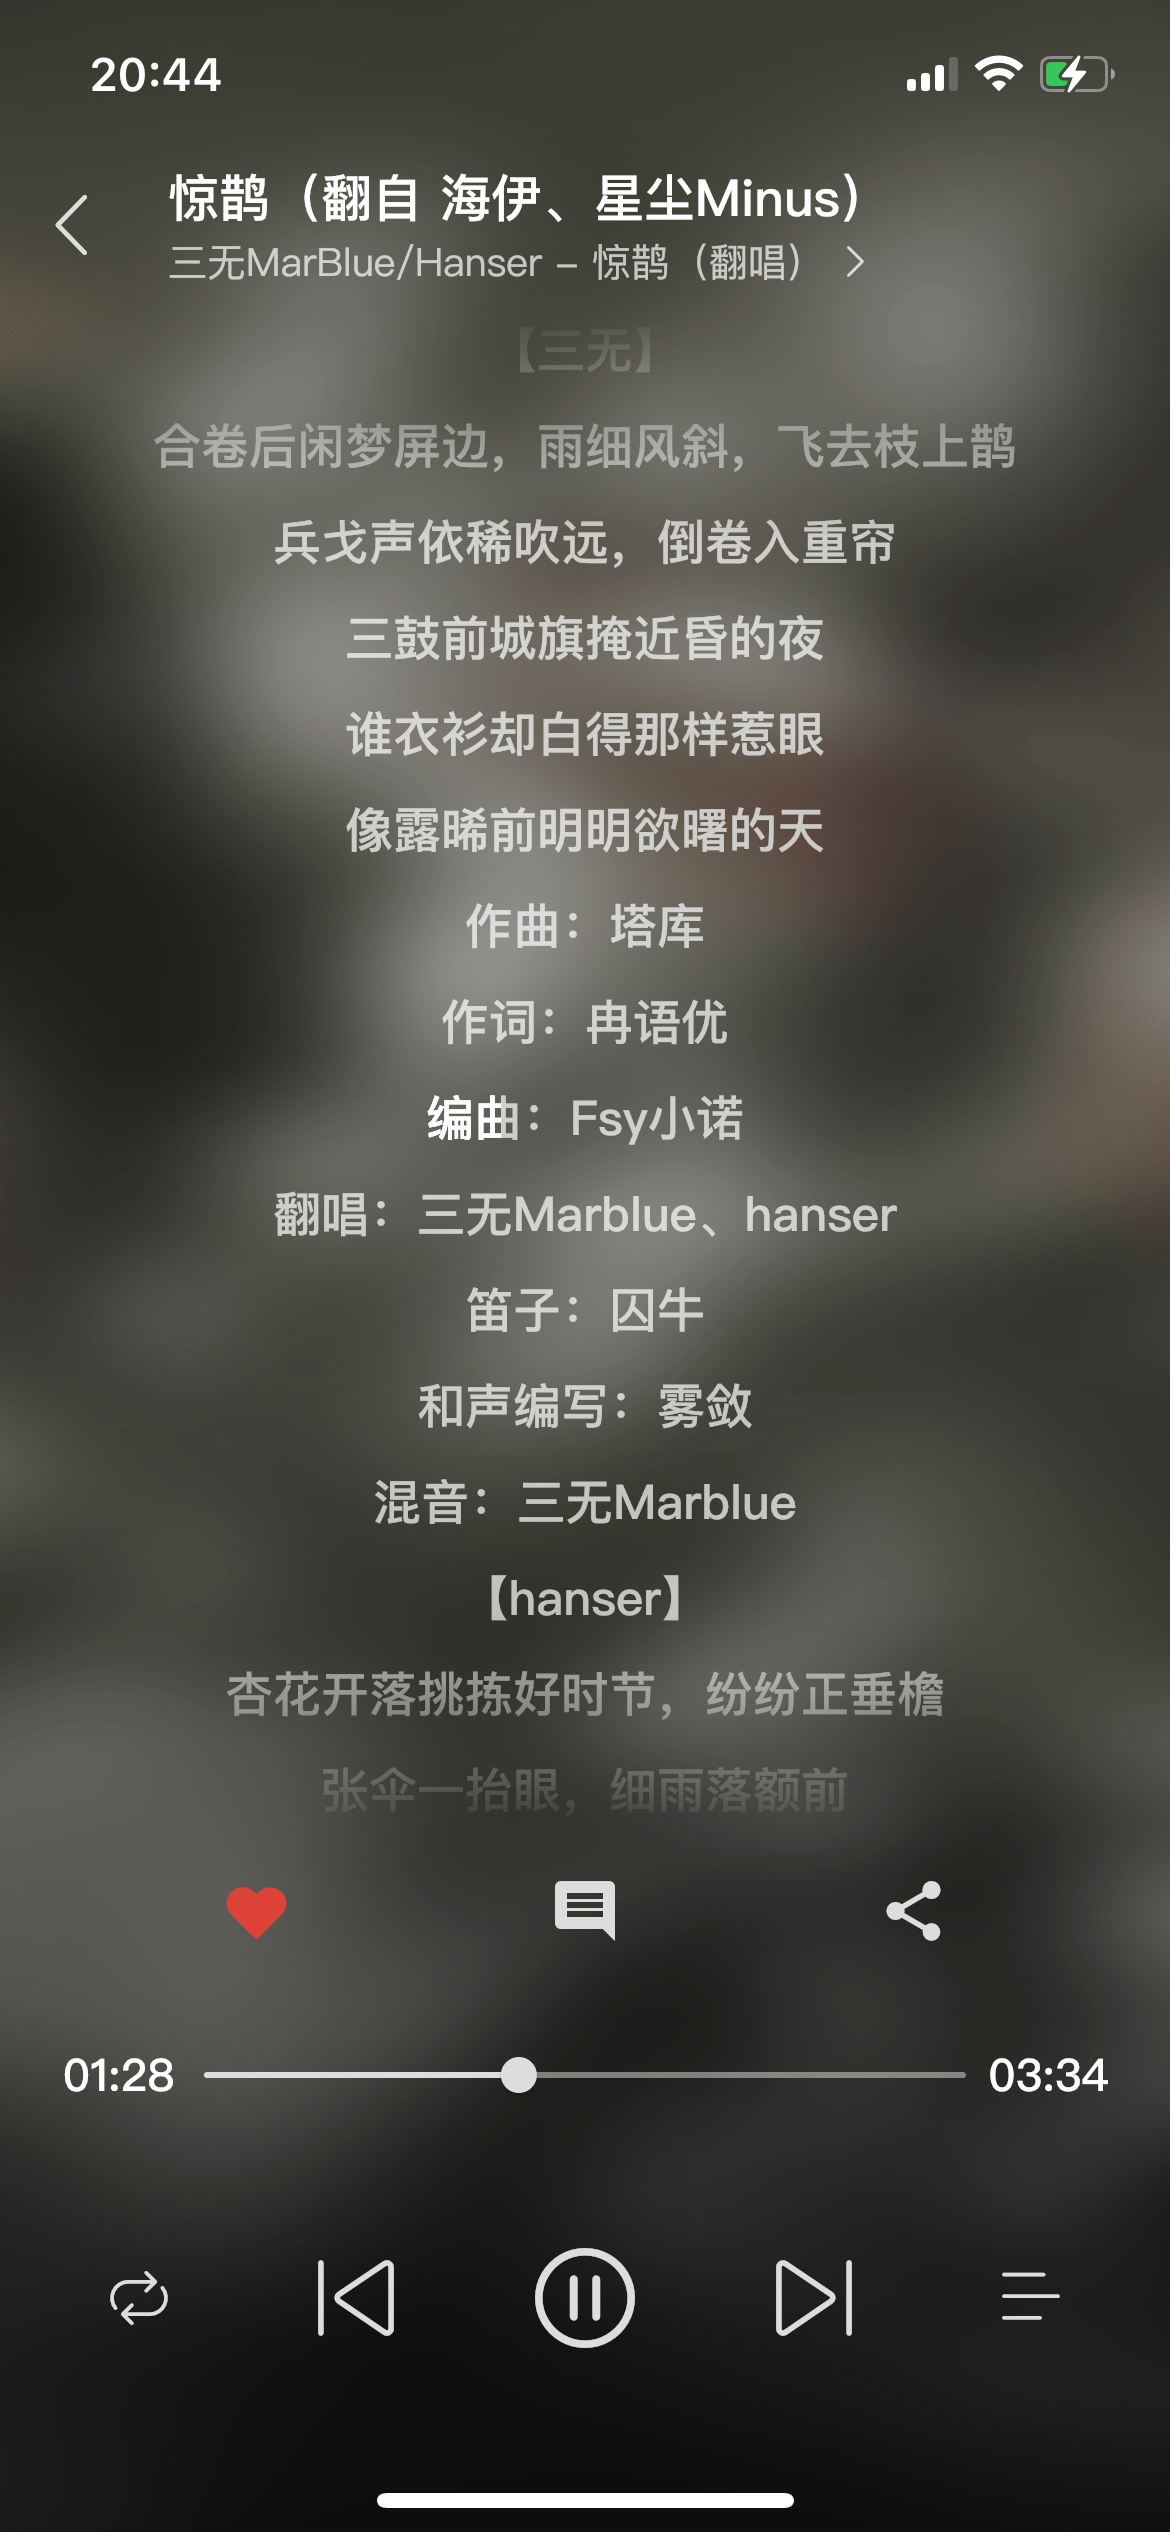 20:44
惊鹊（翻自 海伊、星尘Minus）
三无MarBlue/Hanser – 惊鹊（翻唱）
【三无】
合卷后闲梦屏边，雨细风斜，飞去枝上鹊
兵戈声依稀吹远，倒卷入重帘
三鼓前城旗掩近昏的夜
谁衣衫却白得那样惹眼
像露晞前明明欲曙的天
作曲：塔库
作词：冉语优
编曲：Fsy小诺
翻唱：三无Marblue、hanser
笛子：囚牛
和声编写：雾敛
混音：三无Marblue
【hanser】
杏花开落挑拣好时节，纷纷正垂檐
张伞一抬眼，细雨落额前
01:28
03:34